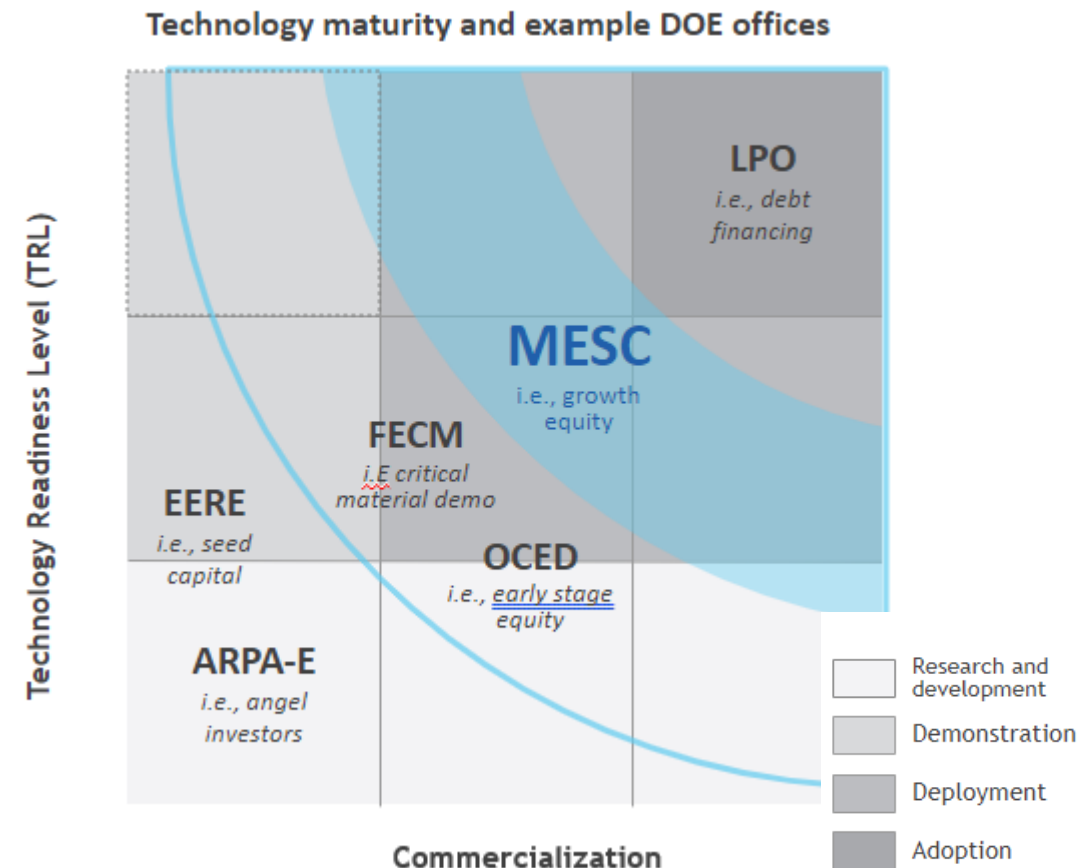 Technology maturity and example DOE offices
Technology Readiness Level (TRL)
LPO
i.e., debt
financing
MESC
i.e., growth
equity
FECM
i.E critical
material demo
EERE
i.e., seed
capital
OCED
i.e., early stage
equity
ARPA-E
i.e., angel
investors
Research and
development
Demonstration
Deployment
Adoption
Commercialization